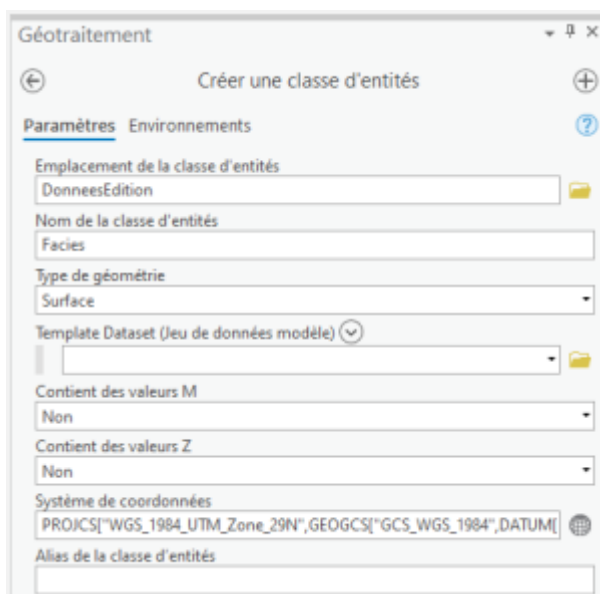 Géotraitement
Créer une classe d'entités
Paramètres Environnements
Emplacement de la classe d'entités
DonneesEdition
Nom de la classe d'entités
Facies
Type de géométrie
Surface
Template Dataset (Jeu de données modèle)
Contient des valeurs M
Non
Contient des valeurs Z
Non
Système de coordonnées
PROJCS["WGS_1984_UTM_Zone_29N",GEOGCS["GCS_WGS_1984",DATUM[
Alias de la classe d'entités